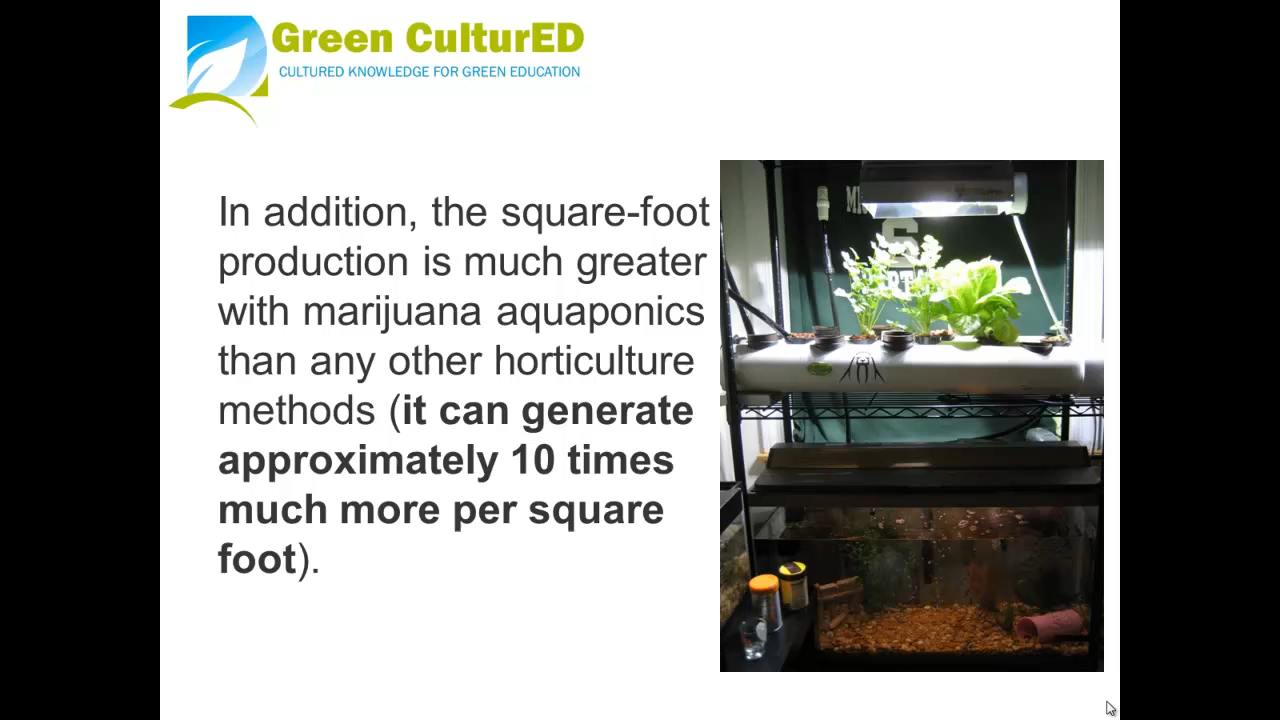 Green CulturED
CULTURED KNOWLEDGE FOR GREEN EDUCATION
In addition, the square-foot
production is much greater
with marijuana aquaponics
than any other horticulture
methods (it can generate
approximately 10 times
much more per square
foot).
S